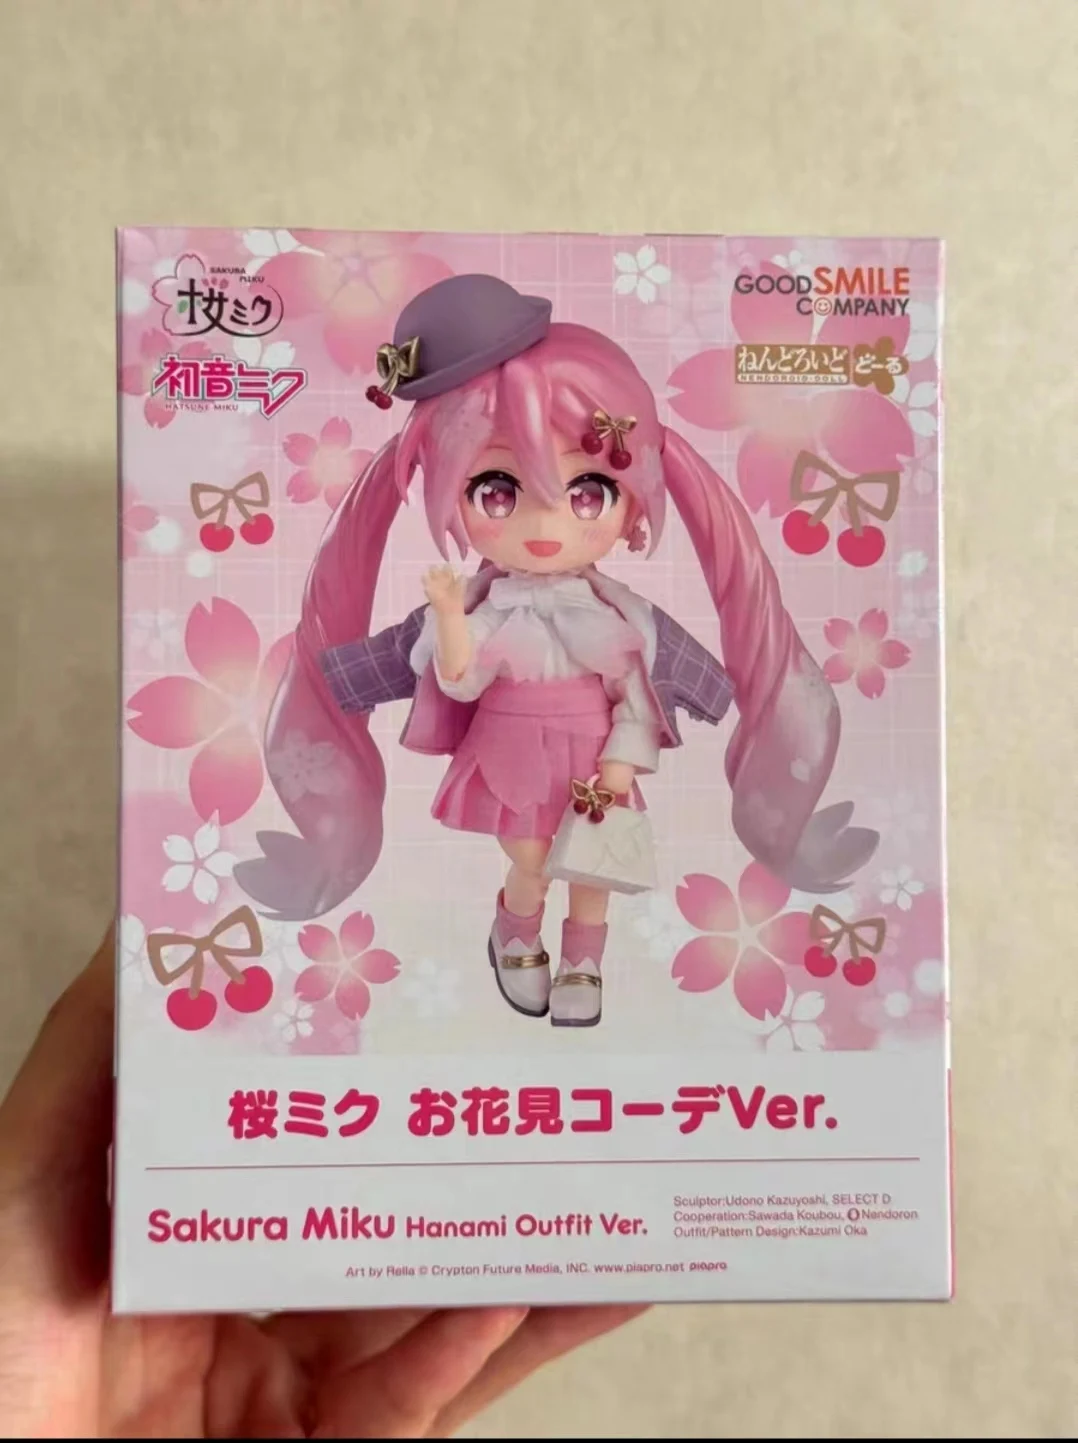 SAKURA MIKU
桜ミク
初音ミク
HATSUNE MIKU
GOOD SMILE
COMPANY
ねんどろいど どーる
NENDOROID DOLL
桜ミク お花見コーデVer.
Sakura Miku Hanami Outfit Ver.
Sculptor:Udono Kazuyoshi, SELECT D
Cooperation:Sawada Koubou, Nendoron
Outfit/Pattern Design:Kazumi Oka
Art by Rella © Crypton Future Media, INC. www.piapro.net piapro